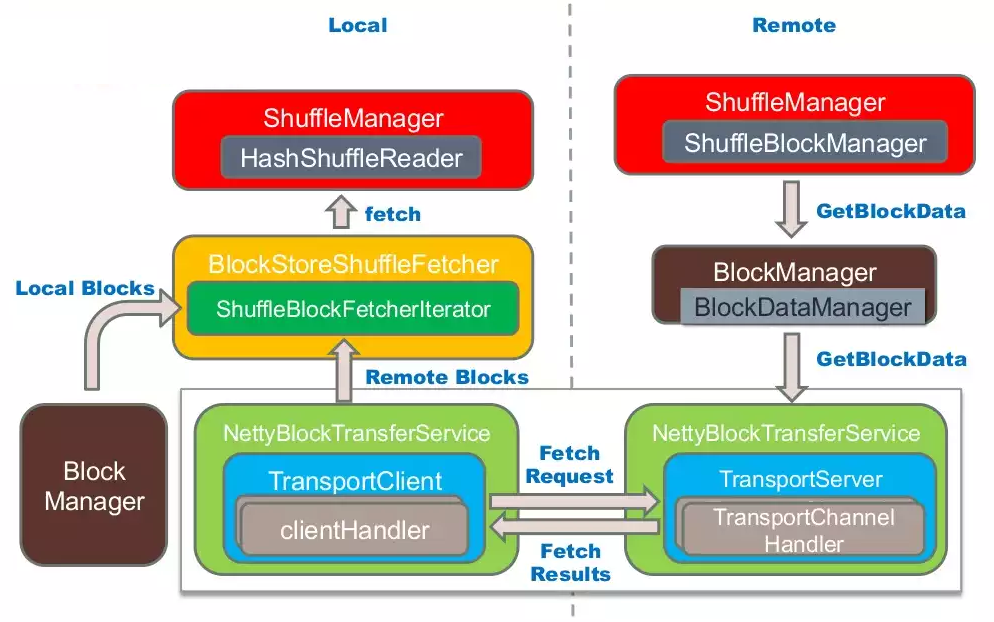 Local
Remote
ShuffleManager
HashShuffleReader
ShuffleManager
ShuffleBlockManager
fetch
GetBlockData
BlockStoreShuffleFetcher
ShuffleBlockFetcherIterator
Local Blocks
BlockManager
BlockDataManager
Remote Blocks
GetBlockData
Block
Manager
NettyBlockTransferService
TransportClient
clientHandler
Fetch
Request
Fetch
Results
NettyBlockTransferService
TransportServer
TransportChannel
Handler